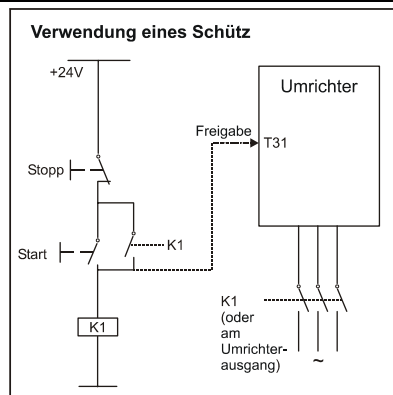 Verwendung eines Schütz
+24V
Umrichter
Freigabe
T31
Stopp
K1
Start
K1
K1
(oder
am
Umrichter-
ausgang)
~